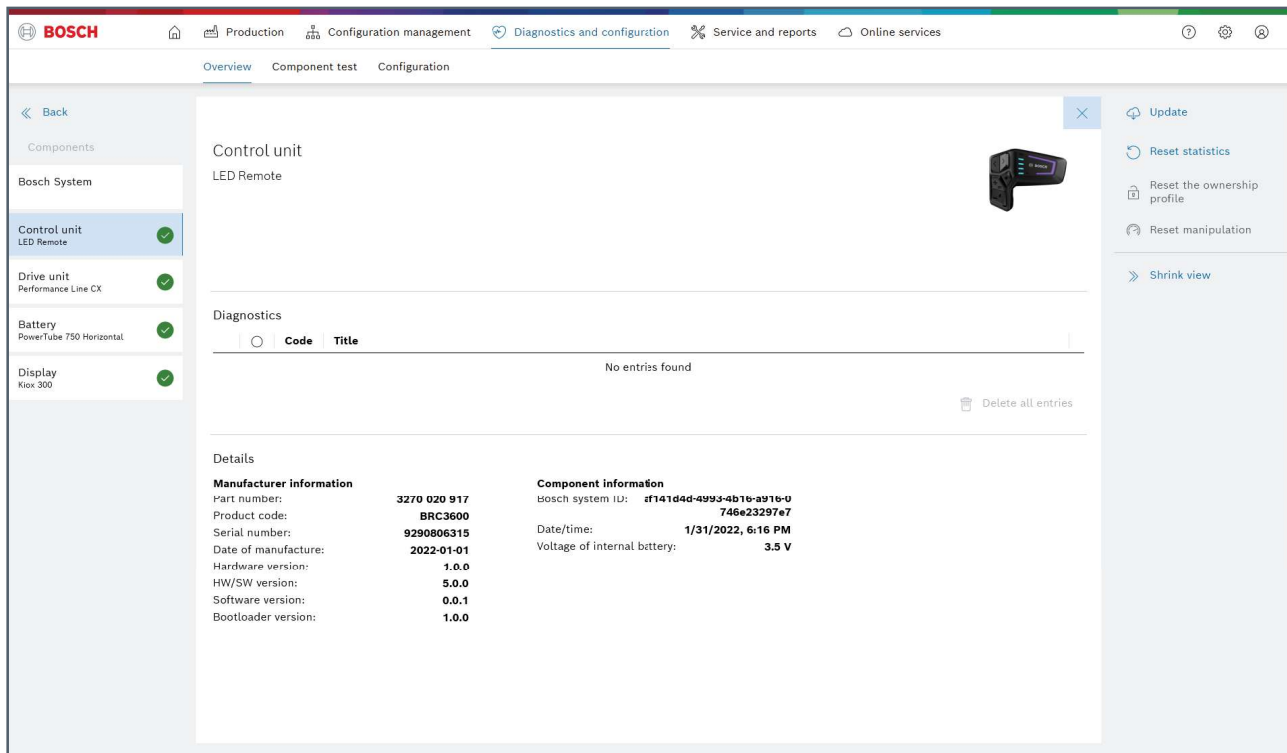 BOSCH
Production
Configuration management
Diagnostics and configuration
Service and reports
Online services
Overview
Component test
Configuration
Back
Components
Bosch System
Control unit
LED Remote
Drive unit
Performance Line CX
Battery
PowerTube 750 Horizontal
Display
Kiox 300
Control unit
LED Remote
BOSCH
Diagnostics
Code Title
No entries found
Delete all entries
Details
Manufacturer information
Part number: 3270 020 917
Product code: BRC3600
Serial number: 9290806315
Date of manufacture: 2022-01-01
Hardware version: 1.0.0
HW/SW version: 5.0.0
Software version: 0.0.1
Bootloader version: 1.0.0
Component information
Bosch system ID: af141d4d-4993-4b16-a916-0
746e23297e7
Date/time: 1/31/2022, 6:16 PM
Voltage of internal battery: 3.5 V
Update
Reset statistics
Reset the ownership
profile
Reset manipulation
Shrink view